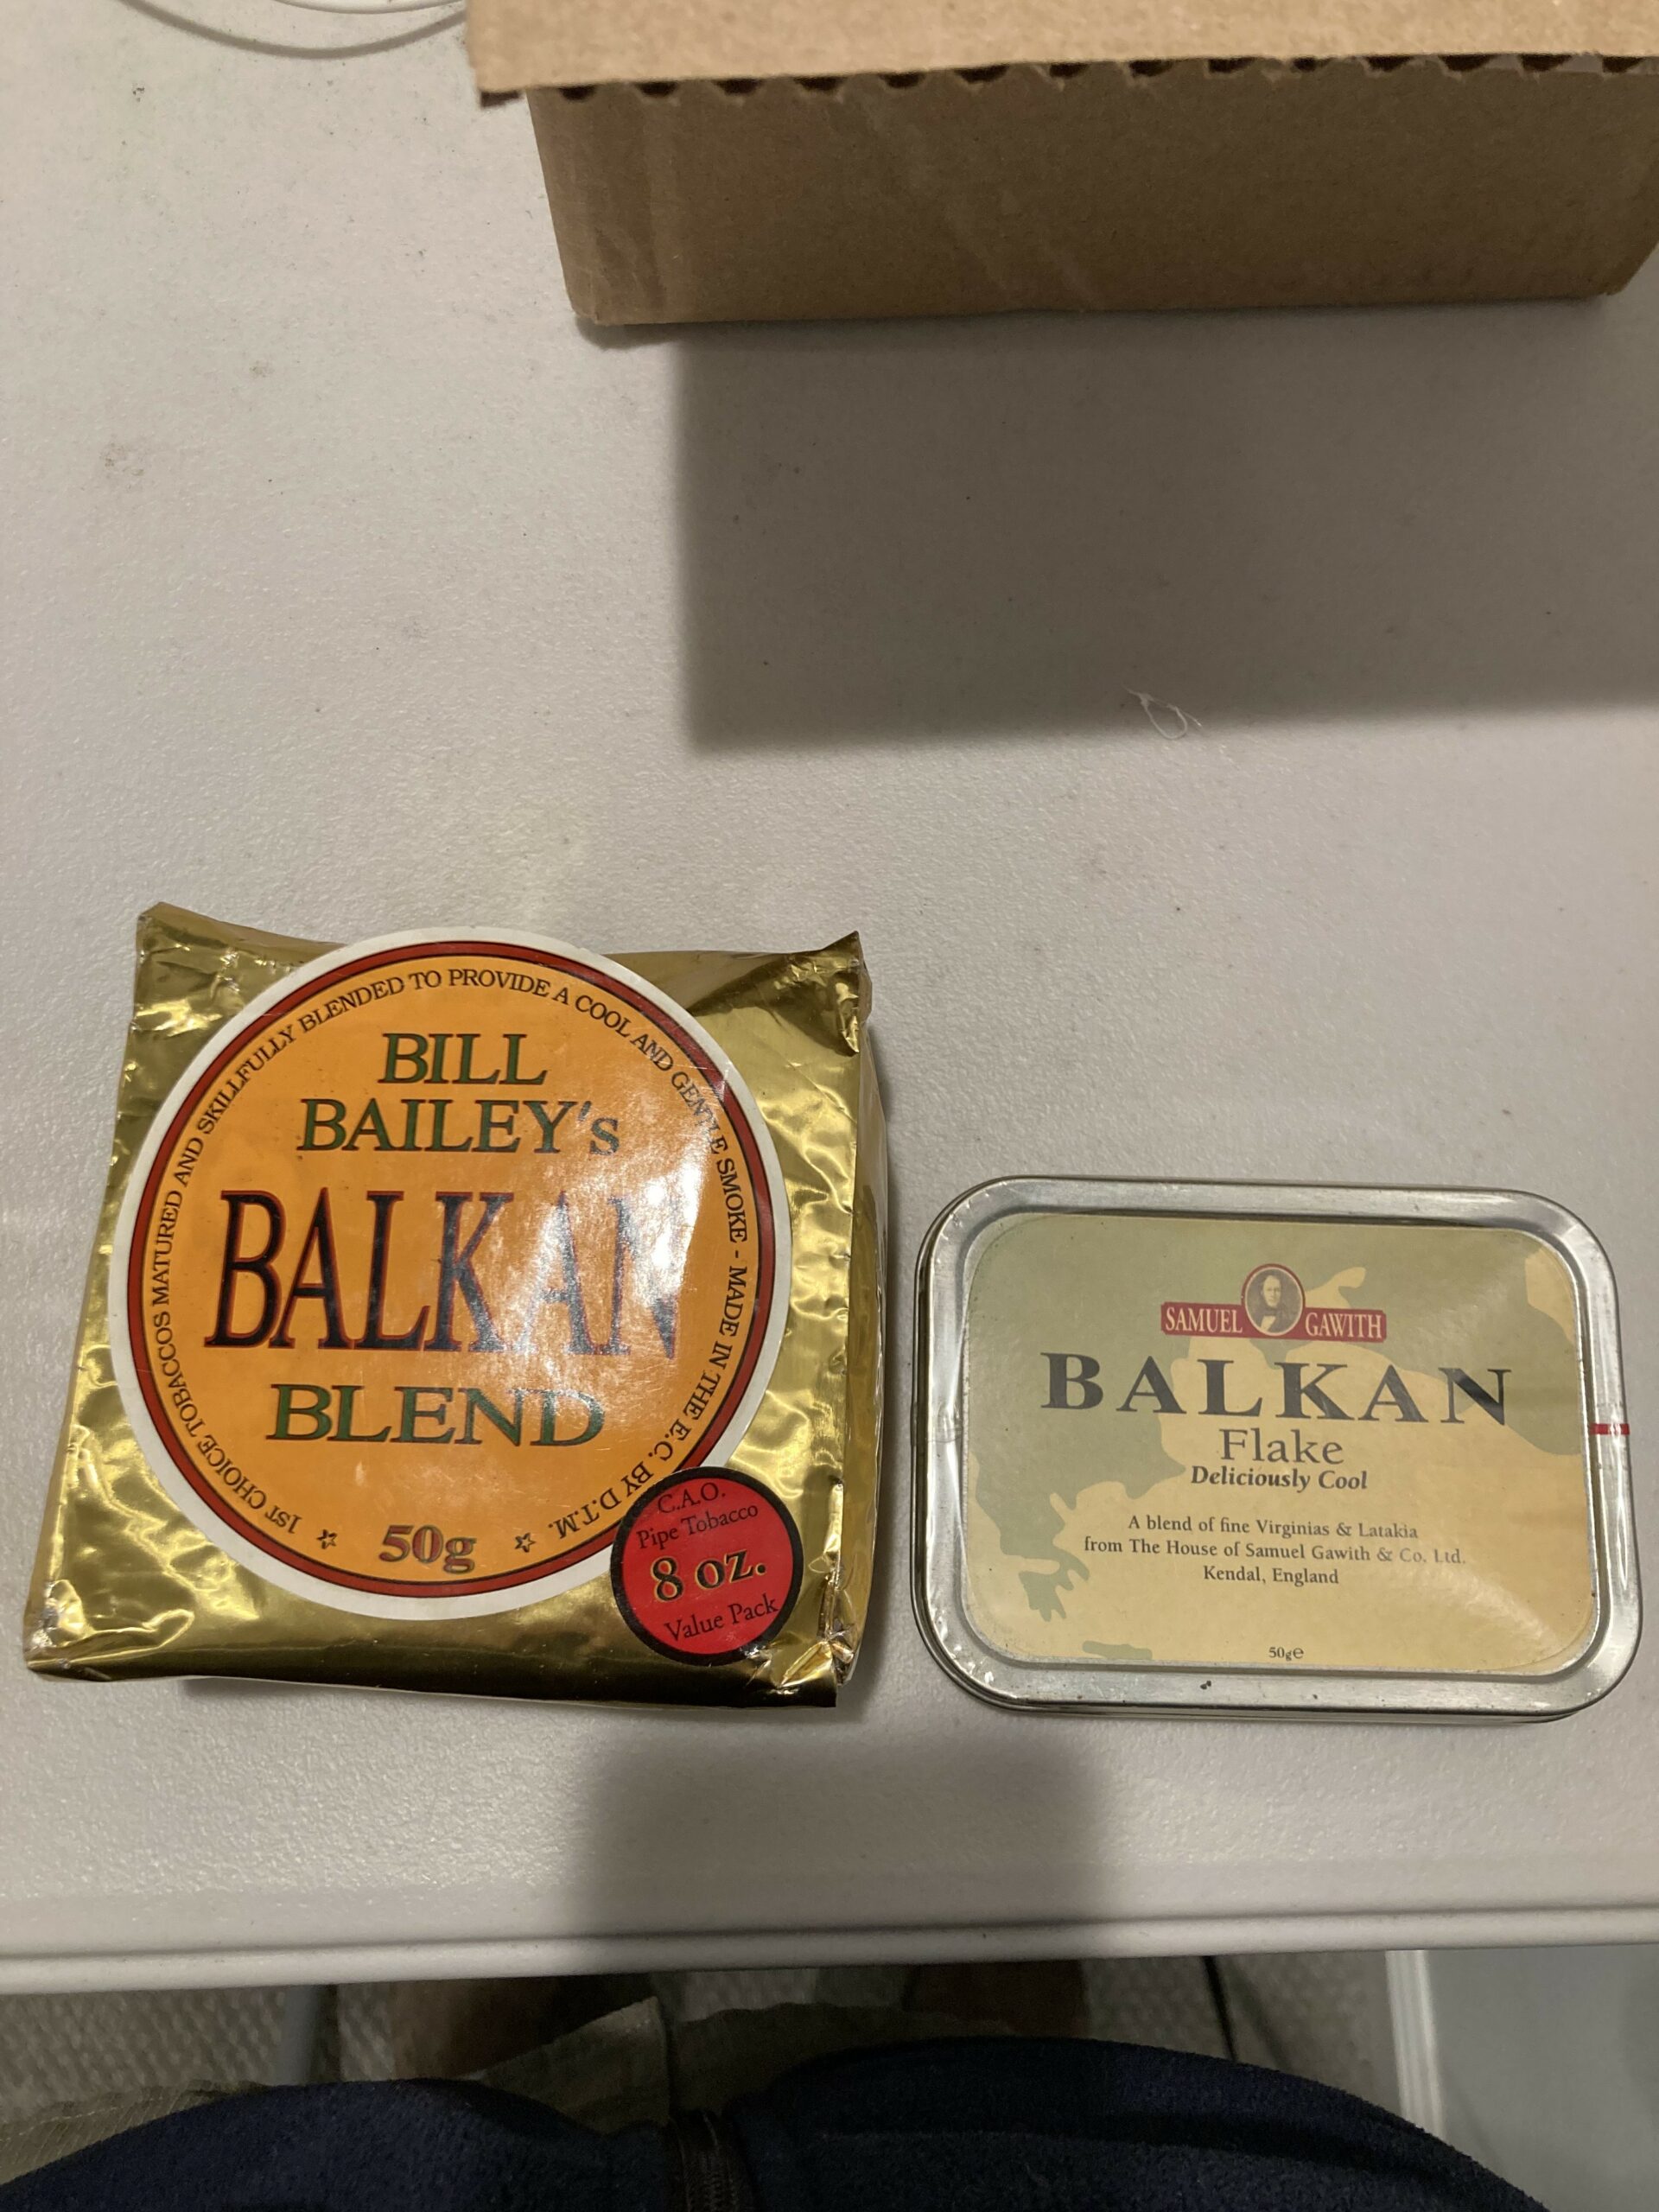 1ST CHOICE TOBACCOS MATURED AND SKILLFULLY BLENDED TO PROVIDE A COOL AND GENTLE SMOKE - MADE IN THE E.C. BY D.T.M.
BILL
BAILEY's
BALKAN
BLEND
50g
C.A.O.
Pipe Tobacco
8 oz.
Value Pack
SAMUEL GAWITH
BALKAN
Flake
Deliciously Cool
A blend of fine Virginias & Latakia
from The House of Samuel Gawith & Co. Ltd.
Kendal, England
50g℮